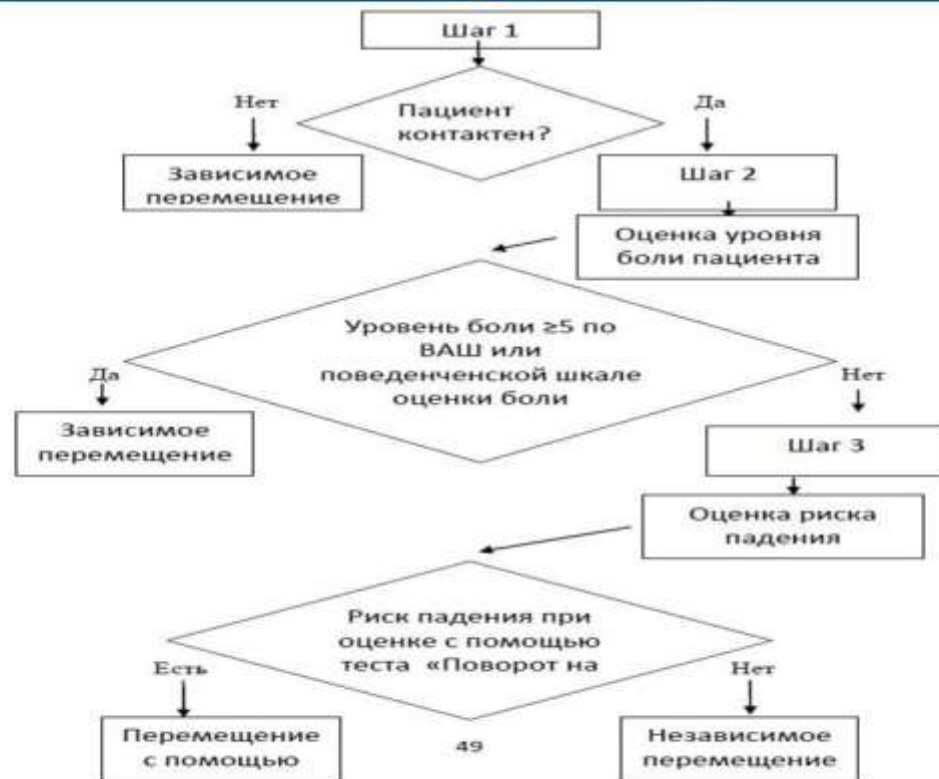 Шаг 1
Пациент
контактен?
Нет
Да
Зависимое
перемещение
Шаг 2
Оценка уровня
боли пациента
Уровень боли ≥5 по
ВАШ или
поведенченской шкале
оценки боли
Да
Нет
Зависимое
перемещение
Шаг 3
Оценка риска
падения
Риск падения при
оценке с помощью
теста «Поворот на
Есть
Нет
Перемещение
с помощью
49
Независимое
перемещение